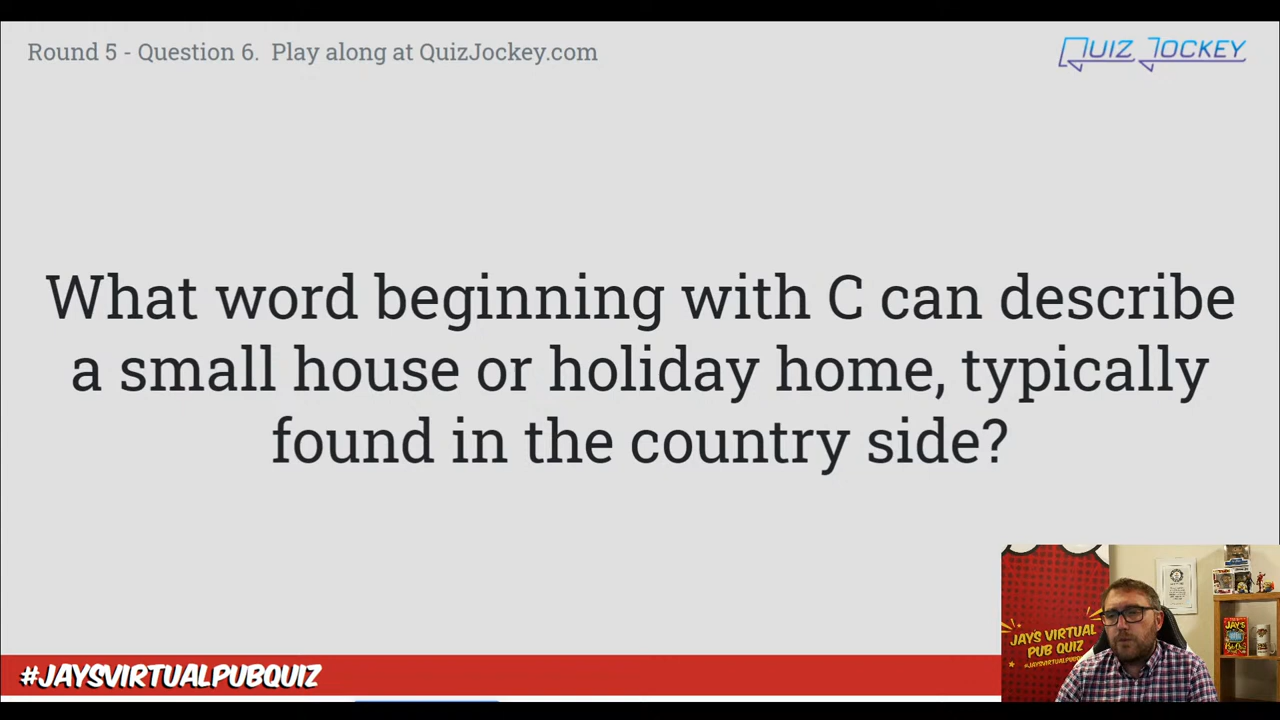 Round 5 - Question 6.  Play along at QuizJockey.com
QUIZ JOCKEY
What word beginning with C can describe
a small house or holiday home, typically
found in the country side?
JAYS VIRTUAL
PUB QUIZ
#JAYSVIRTUALPUBQUIZ
JAY'S